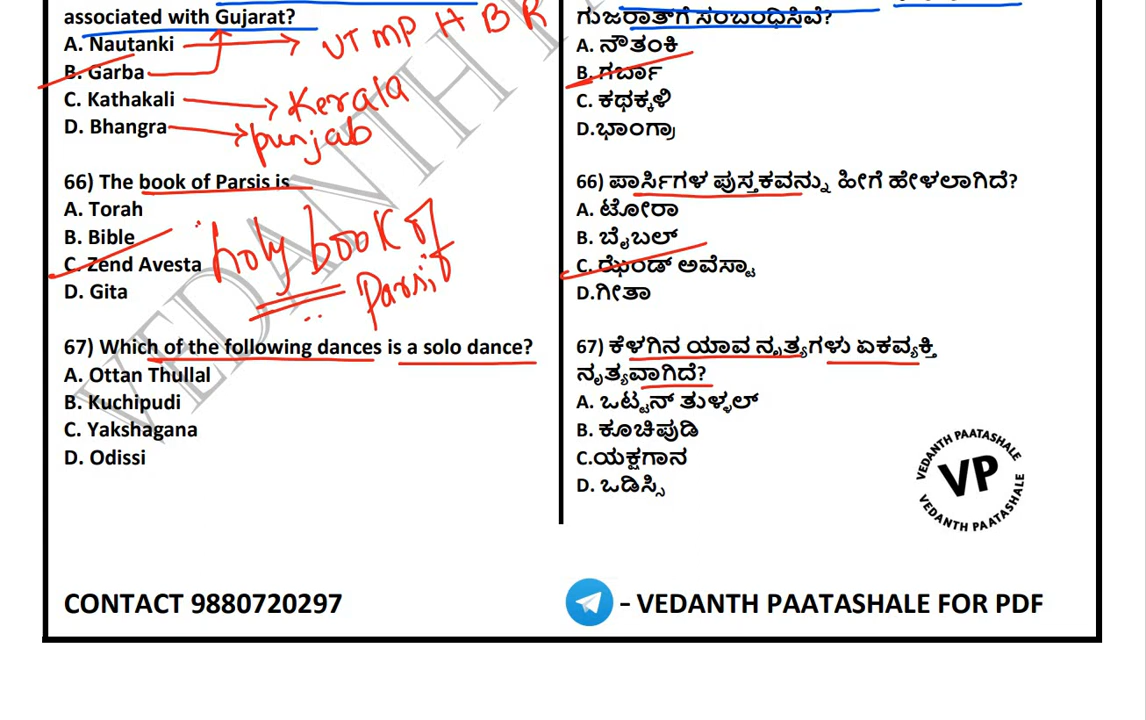 associated with Gujarat?
A. Nautanki → UT MP H B R
B. Garba
C. Kathakali → Kerala
D. Bhangra → punjab
66) The book of Parsis is
A. Torah
B. Bible
C. Zend Avesta
D. Gita
holy book of
Parsis
67) Which of the following dances is a solo dance?
A. Ottan Thullal
B. Kuchipudi
C. Yakshagana
D. Odissi
ಗುಜರಾತ್‌ಗೆ ಸಂಬಂಧಿಸಿವೆ?
A. ನೌತಂಕಿ
B. ಗರ್ಬಾ
C. ಕಥಕ್ಕಳಿ
D.ಭಾಂಗ್ರಾ
66) ಪಾರ್ಸಿಗಳ ಪುಸ್ತಕವನ್ನು ಹೀಗೆ ಹೇಳಲಾಗಿದೆ?
A. ಟೋರಾ
B. ಬೈಬಲ್
C. ಝೆಂಡ್ ಅವೆಸ್ಟಾ
D.ಗೀತಾ
67) ಕೆಳಗಿನ ಯಾವ ನೃತ್ಯಗಳು ಏಕವ್ಯಕ್ತಿ
ನೃತ್ಯವಾಗಿದೆ?
A. ಒಟ್ಟನ್ ತುಳ್ಳಲ್
B. ಕೂಚಿಪುಡಿ
C.ಯಕ್ಷಗಾನ
D. ಒಡಿಸ್ಸಿ
VEDANTH PAATASHALE
VP
VEDANTH PAATASHALE
CONTACT 9880720297
– VEDANTH PAATASHALE FOR PDF